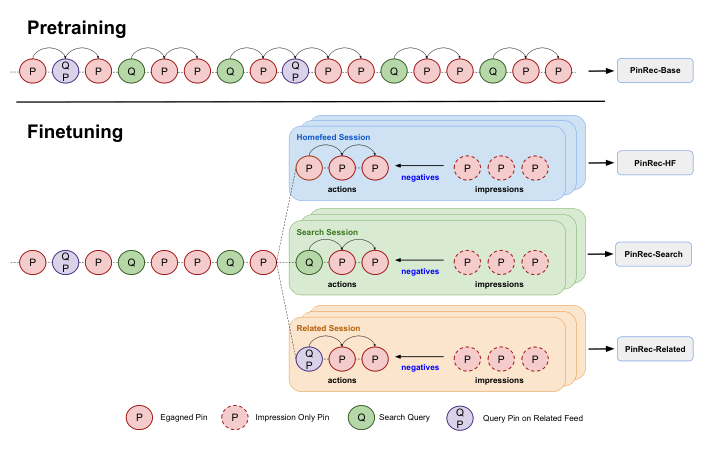 Pretraining
P Q P P Q P P Q P Q P P P Q P P Q P P
PinRec-Base
Finetuning
Homefeed Session
P P P negatives P P P
actions impressions
PinRec-HF
P Q P P Q P P Q P
Search Session
Q P P negatives P P P
actions impressions
PinRec-Search
Related Session
Q P P P negatives P P P
actions impressions
PinRec-Related
P Egagned Pin P Impression Only Pin Q Search Query Q P Query Pin on Related Feed